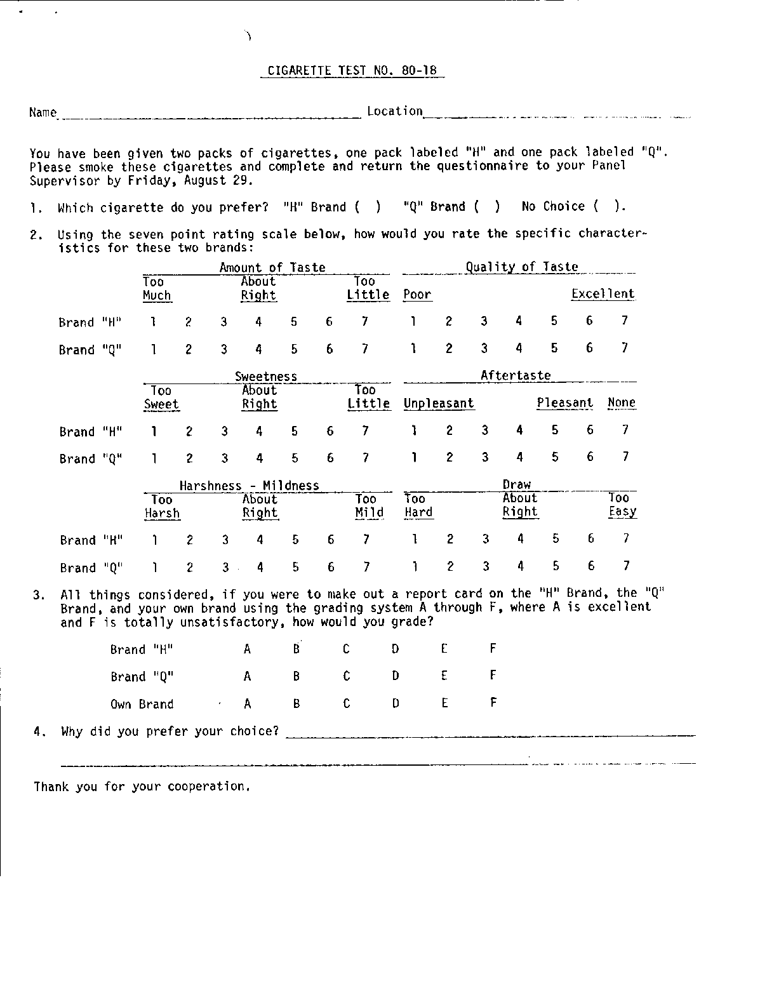 CIGARETTE TEST NO. 80-18
Name Location
You have been given two packs of cigarettes, one pack labeled "H" and one pack labeled "Q".
Please smoke these cigarettes and complete and return the questionnaire to your Panel
Supervisor by Friday, August 29.
1. Which cigarette do you prefer? "H" Brand ( ) "Q" Brand ( ) No Choice ( ).
2. Using the seven point rating scale below, how would you rate the specific character-
istics for these two brands:
Amount of Taste Quality of Taste
Too About Too
Much Right Little Poor Excellent
Brand "H" 1 2 3 4 5 6 7 1 2 3 4 5 6 7
Brand "Q" 1 2 3 4 5 6 7 1 2 3 4 5 6 7
Sweetness Aftertaste
Too About Too
Sweet Right Little Unpleasant Pleasant None
Brand "H" 1 2 3 4 5 6 7 1 2 3 4 5 6 7
Brand "Q" 1 2 3 4 5 6 7 1 2 3 4 5 6 7
Harshness - Mildness Draw
Too About Too Too About Too
Harsh Right Mild Hard Right Easy
Brand "H" 1 2 3 4 5 6 7 1 2 3 4 5 6 7
Brand "Q" 1 2 3 4 5 6 7 1 2 3 4 5 6 7
3. All things considered, if you were to make out a report card on the "H" Brand, the "Q"
Brand, and your own brand using the grading system A through F, where A is excellent
and F is totally unsatisfactory, how would you grade?
Brand "H" A B C D E F
Brand "Q" A B C D E F
Own Brand A B C D E F
4. Why did you prefer your choice?
Thank you for your cooperation.